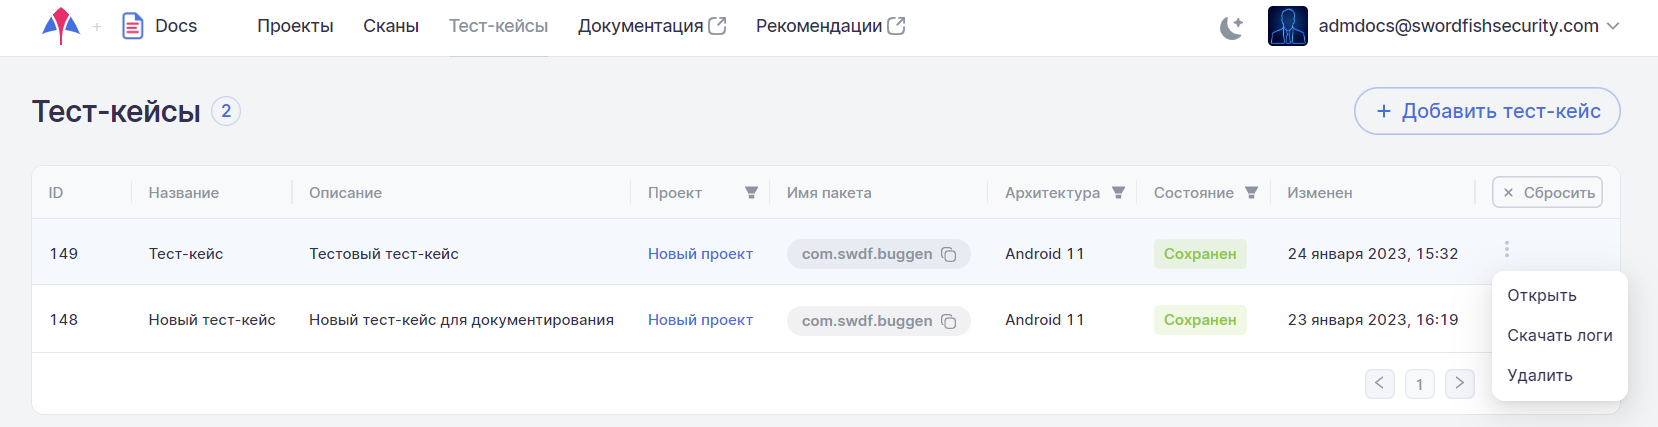 Docs Проекты Сканы Тест-кейсы Документация Рекомендации admdocs@swordfishsecurity.com
Тест-кейсы 2
+ Добавить тест-кейс
ID Название Описание Проект Имя пакета Архитектура Состояние Изменен × Сбросить
149 Тест-кейс Тестовый тест-кейс Новый проект com.swdf.buggen Android 11 Сохранен 24 января 2023, 15:32
148 Новый тест-кейс Новый тест-кейс для документирования Новый проект com.swdf.buggen Android 11 Сохранен 23 января 2023, 16:19
Открыть
Скачать логи
Удалить
< 1 >